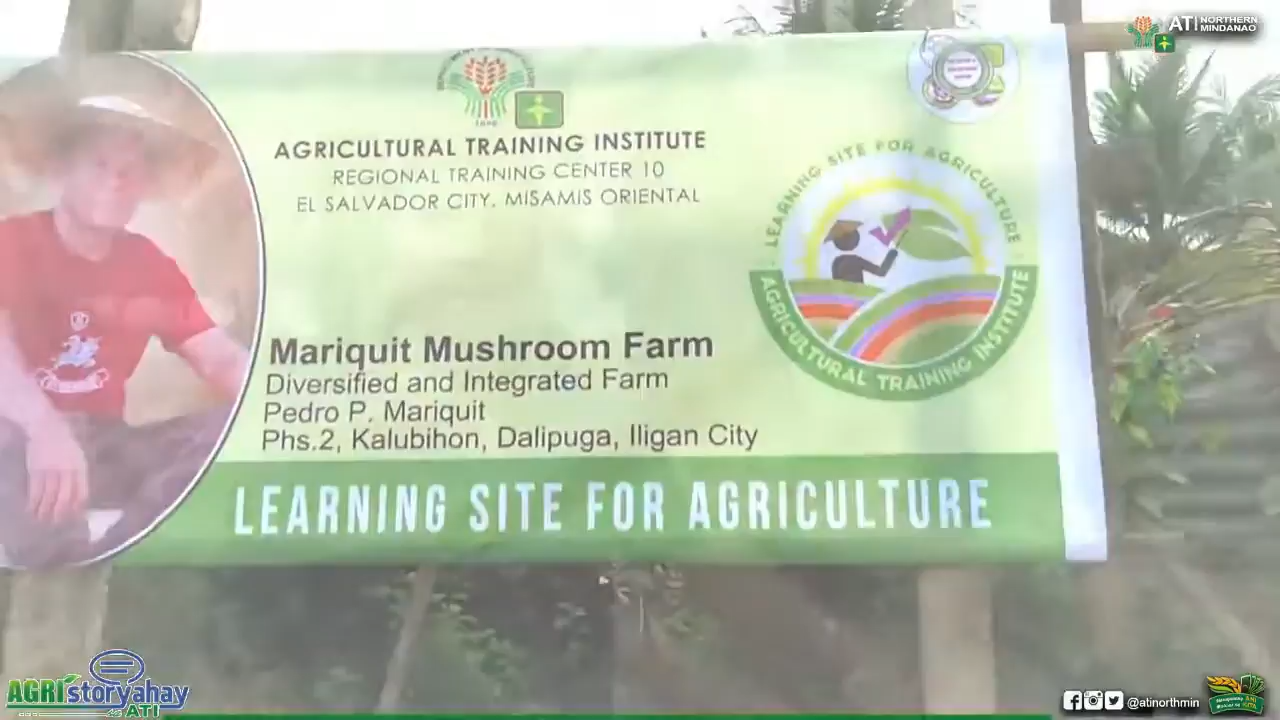 ATI NORTHERN
MINDANAO
AGRICULTURAL TRAINING INSTITUTE
REGIONAL TRAINING CENTER 10
EL SALVADOR CITY, MISAMIS ORIENTAL
LEARNING SITE FOR AGRICULTURE
AGRICULTURAL TRAINING INSTITUTE
Mariquit Mushroom Farm
Diversified and Integrated Farm
Pedro P. Mariquit
Phs.2, Kalubihon, Dalipuga, Iligan City
LEARNING SITE FOR AGRICULTURE
AGRIstoryahay
sa ATI
@atinorthmin